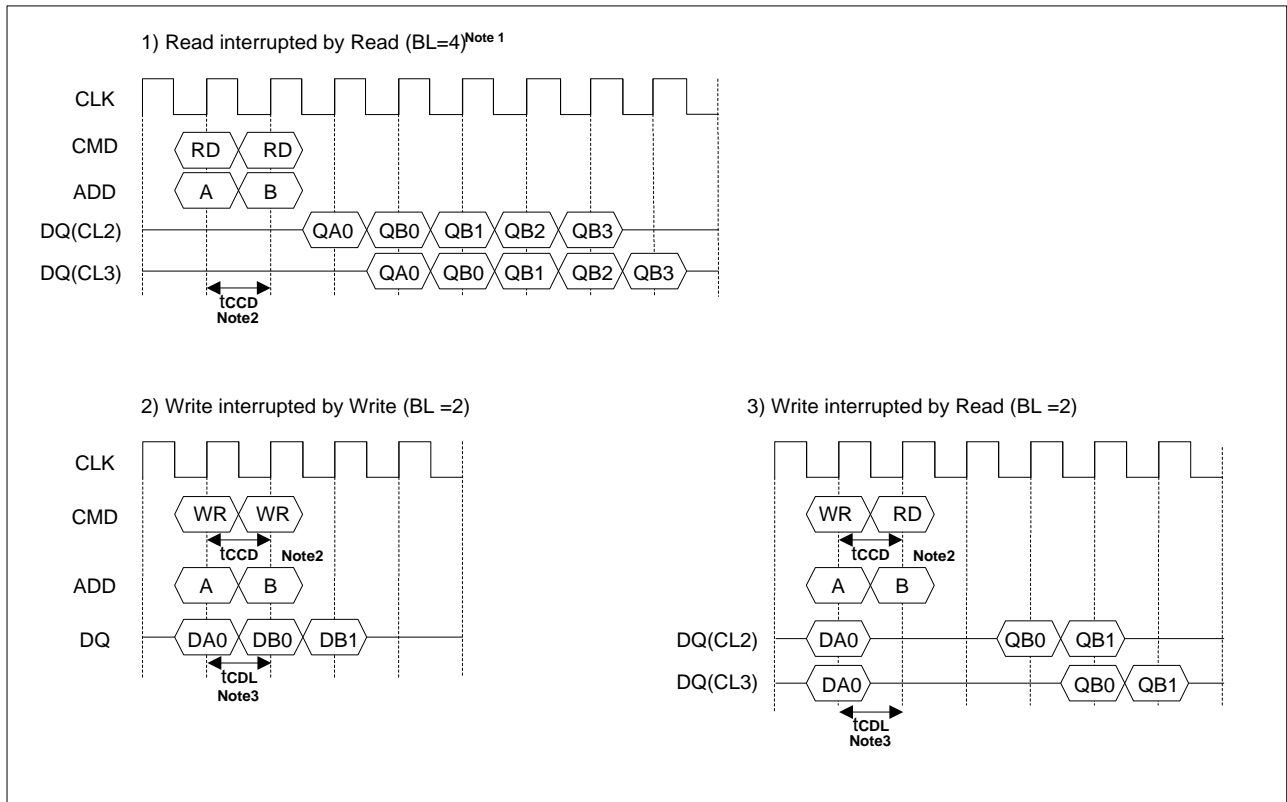 1) Read interrupted by Read (BL=4)Note 1
CLK
CMD RD RD
ADD A B
DQ(CL2) QA0 QB0 QB1 QB2 QB3
DQ(CL3) QA0 QB0 QB1 QB2 QB3
tCCD
Note2
2) Write interrupted by Write (BL =2)
CLK
CMD WR WR
tCCD Note2
ADD A B
DQ DA0 DB0 DB1
tCDL
Note3
3) Write interrupted by Read (BL =2)
WR RD
tCCD Note2
A B
DQ(CL2) DA0 QB0 QB1
DQ(CL3) DA0 QB0 QB1
tCDL
Note3